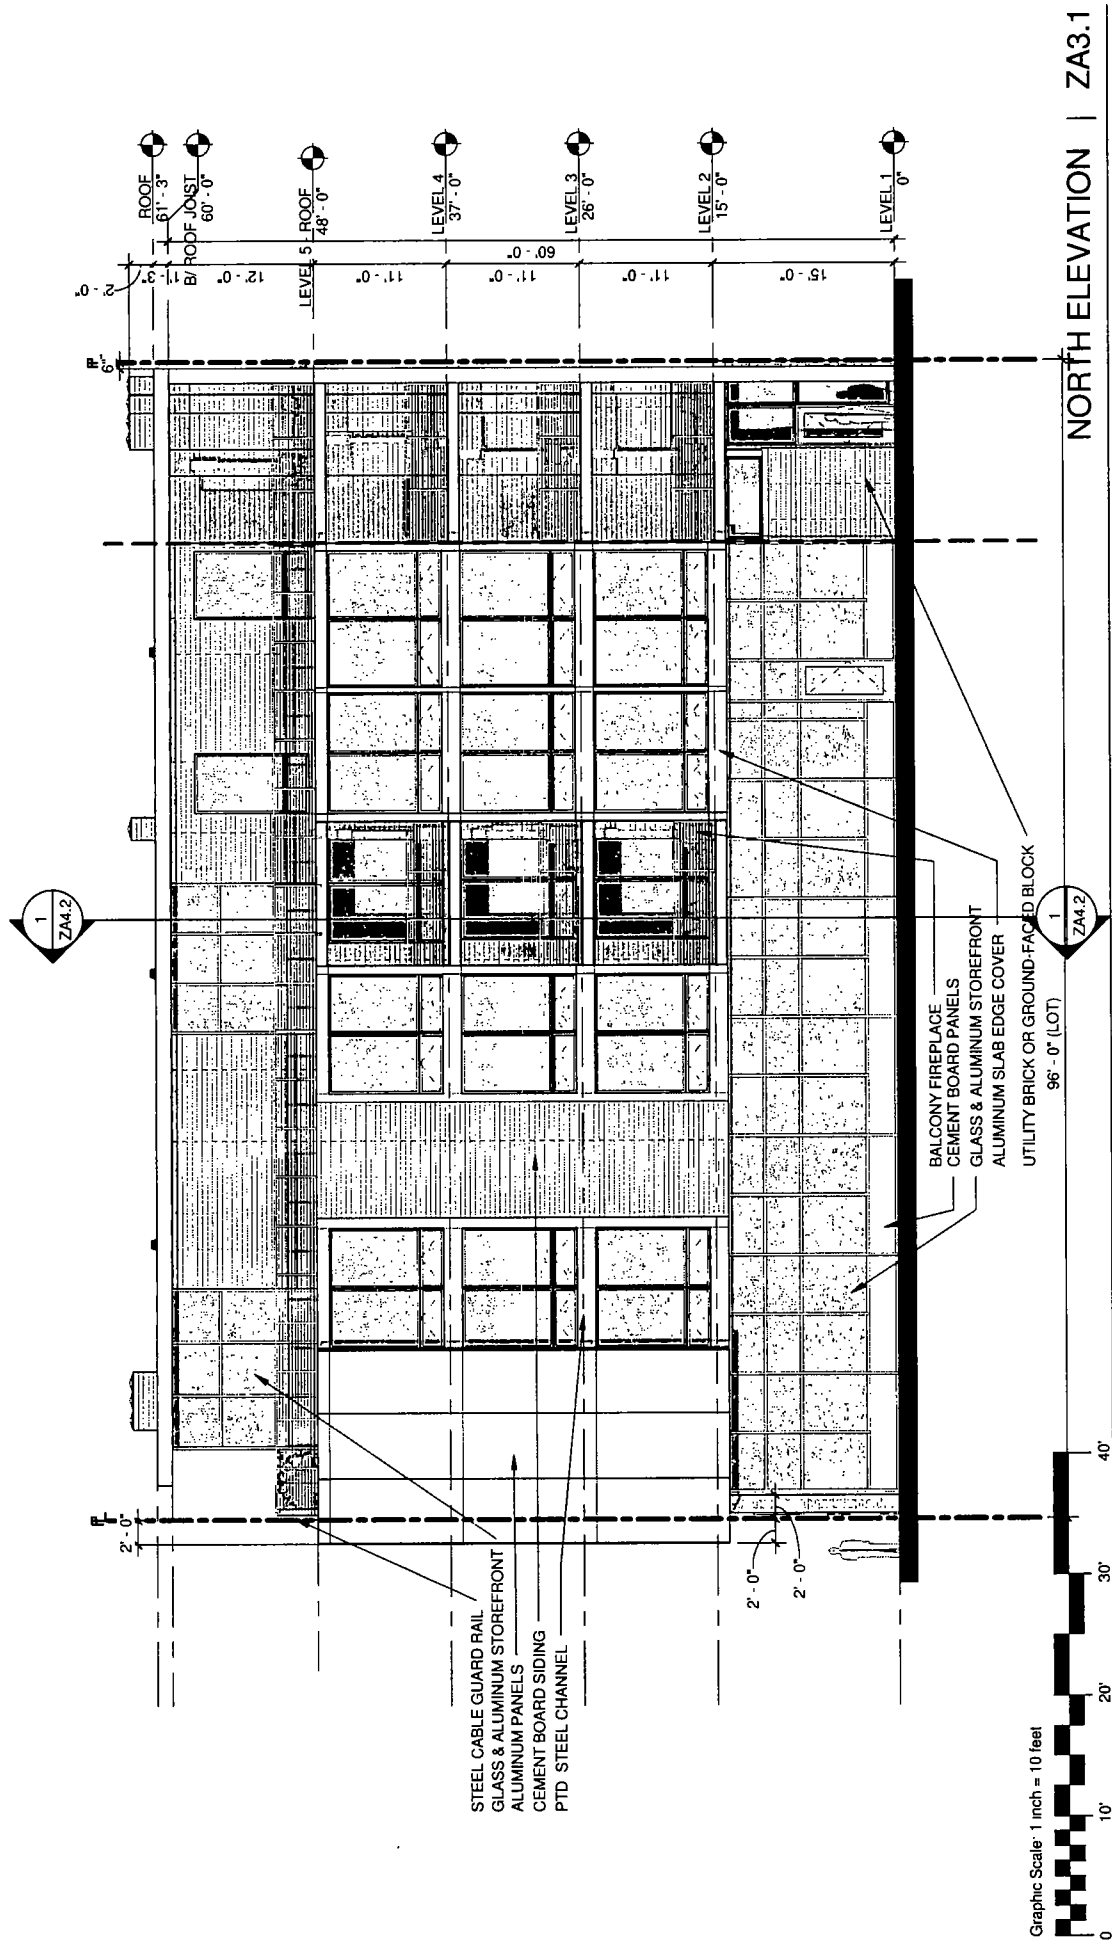 ROOF
61' - 3"
B/ ROOF JOIST
60' - 0"
LEVEL 5 - ROOF
48' - 0"
LEVEL 4
37' - 0"
LEVEL 3
26' - 0"
LEVEL 2
15' - 0"
LEVEL 1
0"
2' - 0"
1' - 3"
12' - 0"
11' - 0"
11' - 0"
11' - 0"
15' - 0"
60' - 0"
PL
6"
PL
2' - 0"
1
ZA4.2
1
ZA4.2
STEEL CABLE GUARD RAIL
GLASS & ALUMINUM STOREFRONT
ALUMINUM PANELS
CEMENT BOARD SIDING
PTD STEEL CHANNEL
2' - 0"
2' - 0"
BALCONY FIREPLACE
CEMENT BOARD PANELS
GLASS & ALUMINUM STOREFRONT
ALUMINUM SLAB EDGE COVER
UTILITY BRICK OR GROUND-FACED BLOCK
96' - 0" (LOT)
Graphic Scale: 1 inch = 10 feet
0 10' 20' 30' 40'
NORTH ELEVATION | ZA3.1